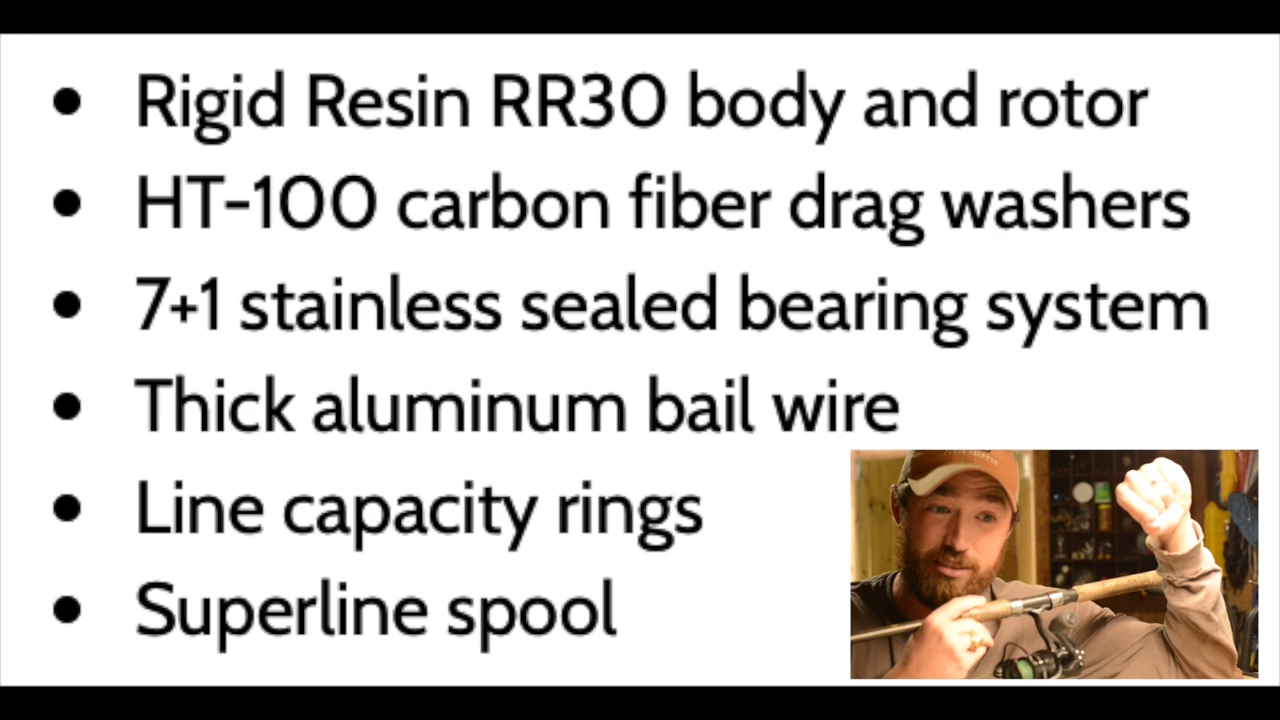 • Rigid Resin RR30 body and rotor
• HT-100 carbon fiber drag washers
• 7+1 stainless sealed bearing system
• Thick aluminum bail wire
• Line capacity rings
• Superline spool